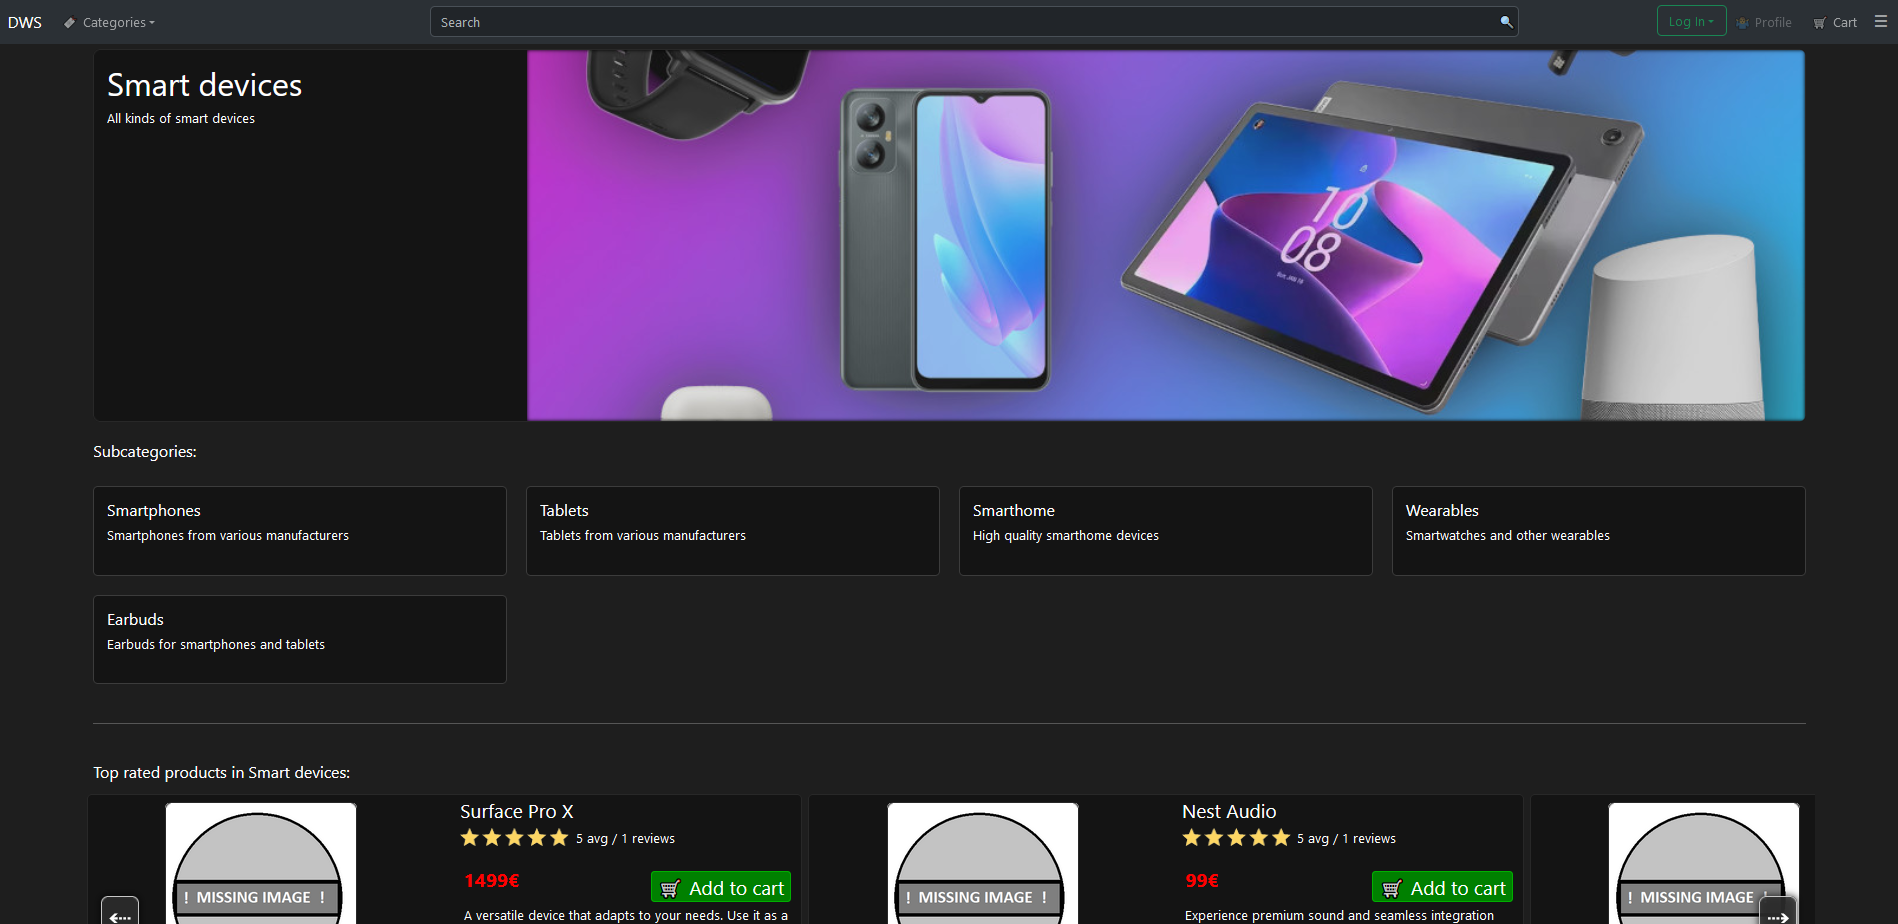 DWS
Categories
Search
Log In
Profile
Cart
Smart devices
All kinds of smart devices
10
08
Subcategories:
Smartphones
Smartphones from various manufacturers
Tablets
Tablets from various manufacturers
Smarthome
High quality smarthome devices
Wearables
Smartwatches and other wearables
Earbuds
Earbuds for smartphones and tablets
Top rated products in Smart devices:
! MISSING IMAGE !
Surface Pro X
5 avg / 1 reviews
1499€
Add to cart
A versatile device that adapts to your needs. Use it as a
! MISSING IMAGE !
Nest Audio
5 avg / 1 reviews
99€
Add to cart
Experience premium sound and seamless integration
! MISSING IMAGE !